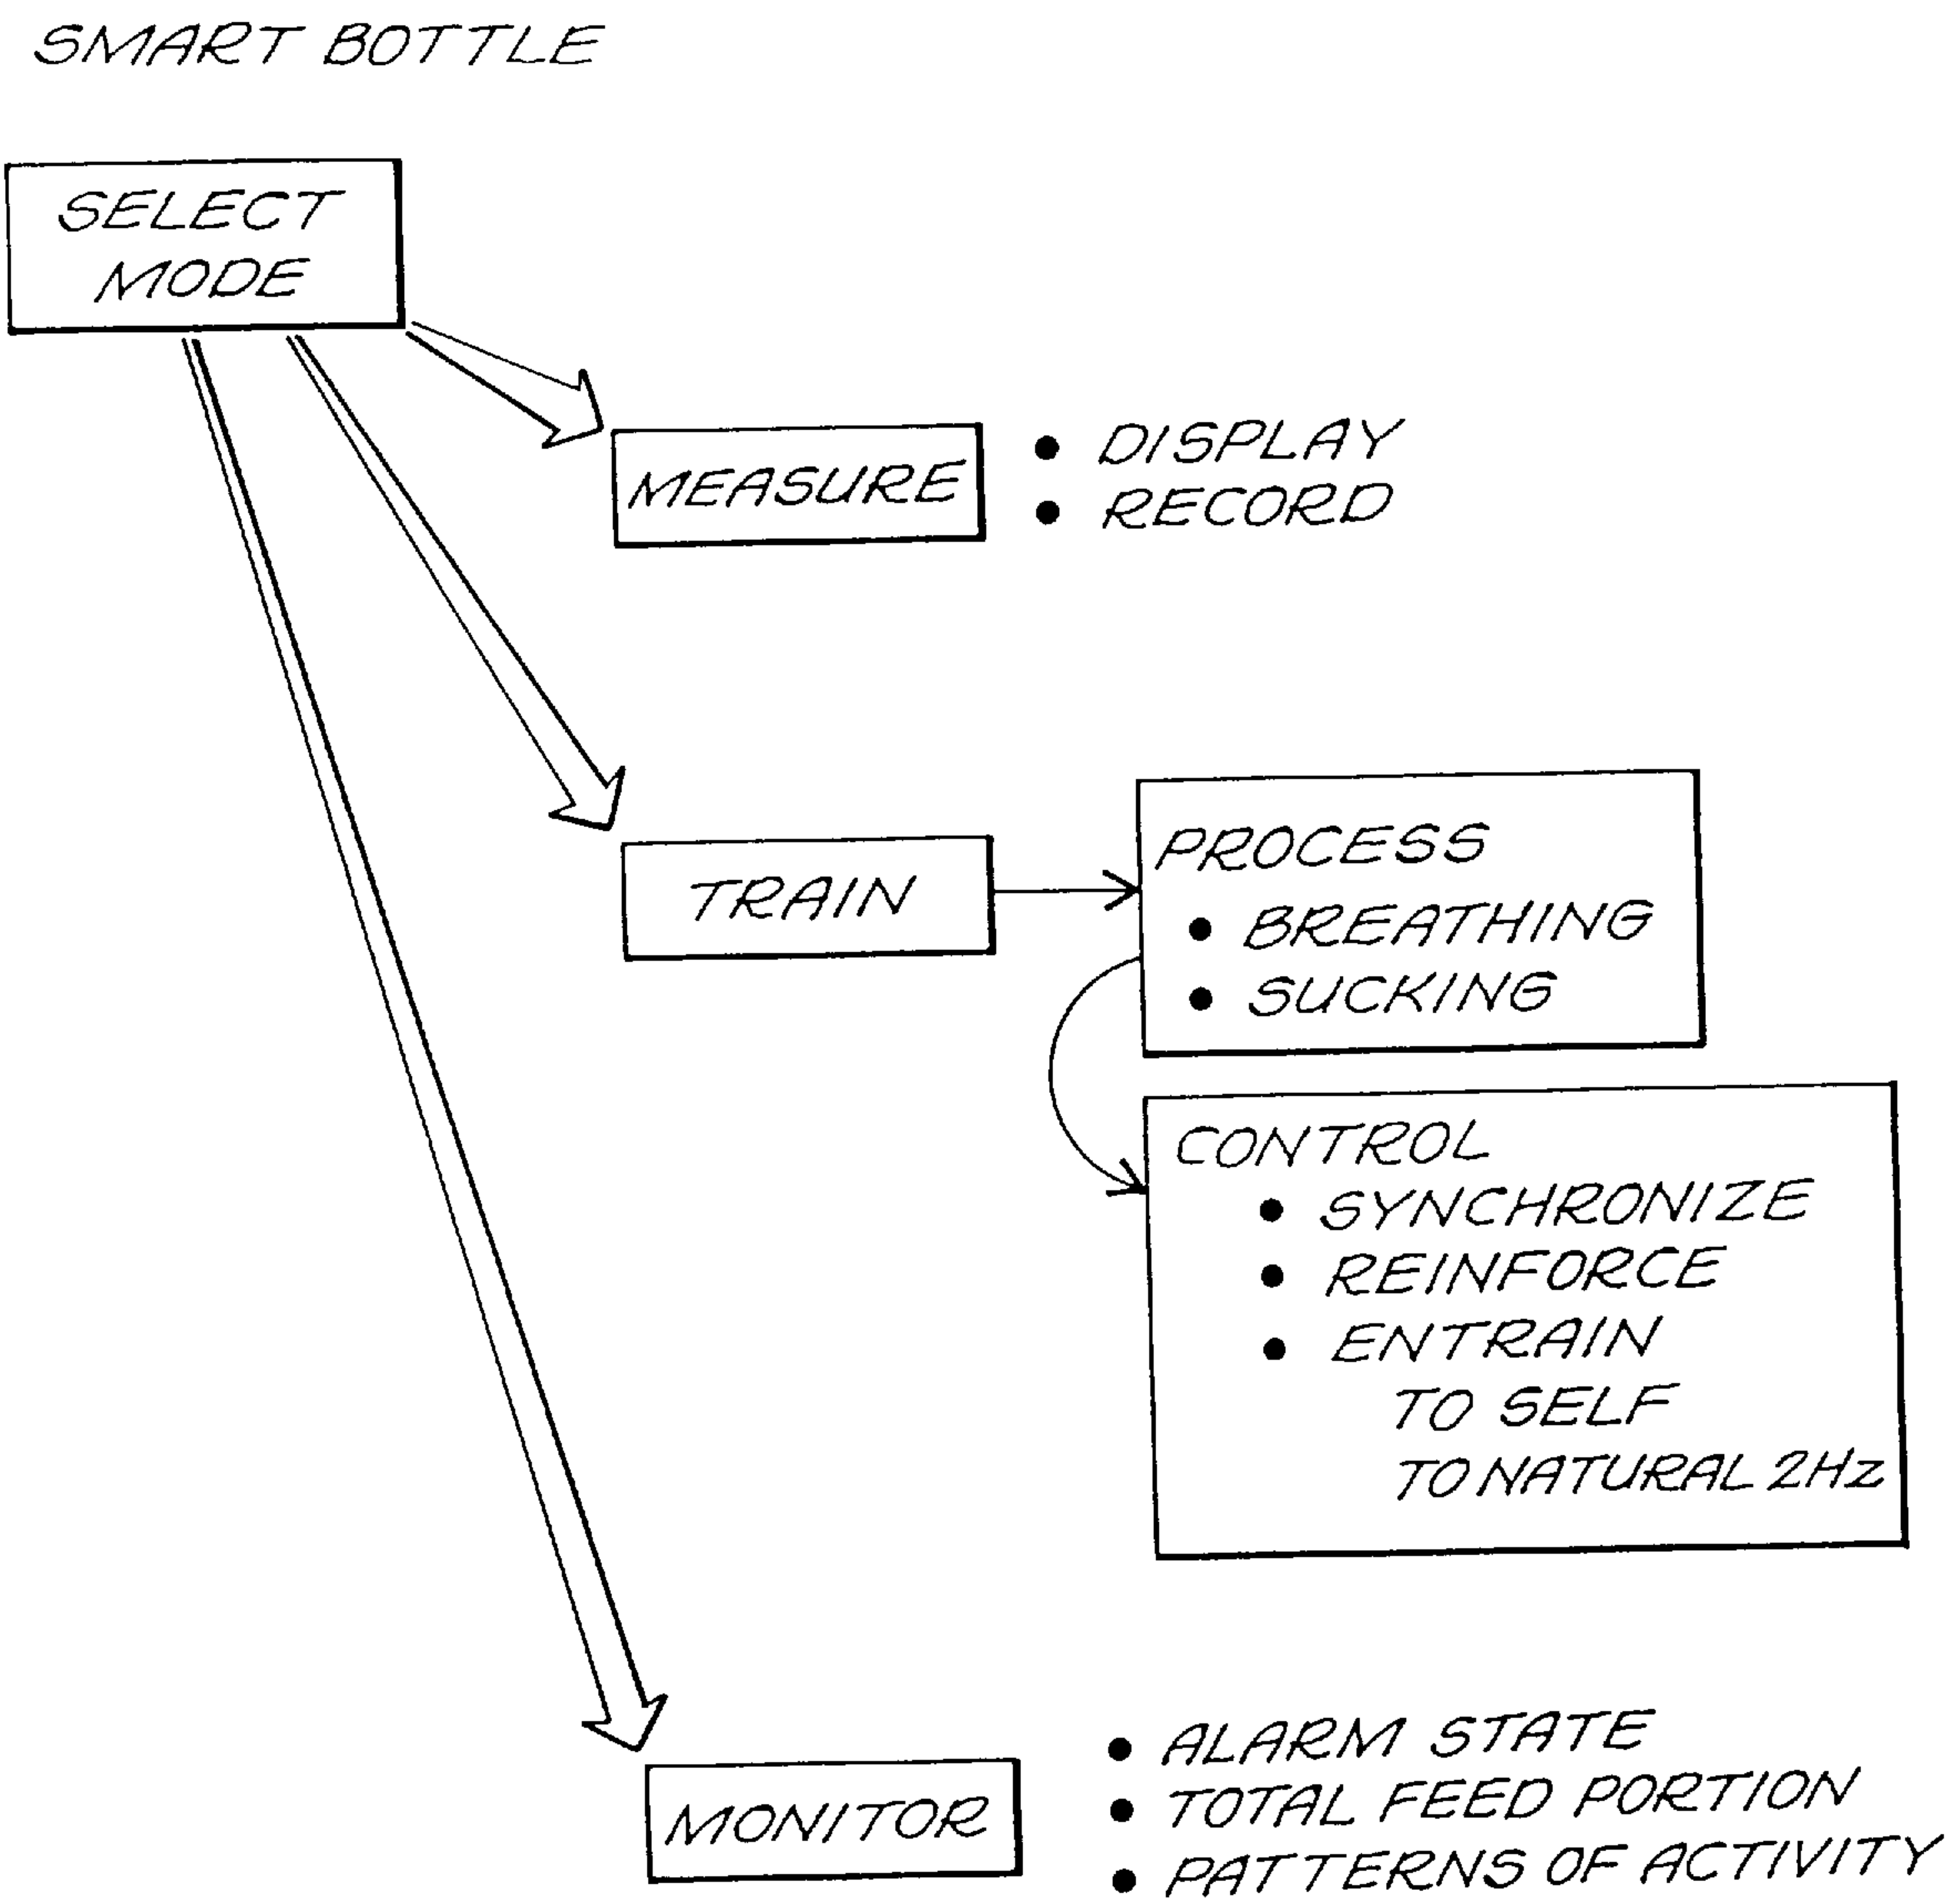 SMART BOTTLE
SELECT
MODE
MEASURE
• DISPLAY
• RECORD
TRAIN
PROCESS
• BREATHING
• SUCKING
CONTROL
• SYNCHRONIZE
• REINFORCE
• ENTRAIN
TO SELF
TO NATURAL 2Hz
MONITOR
• ALARM STATE
• TOTAL FEED PORTION
• PATTERNS OF ACTIVITY